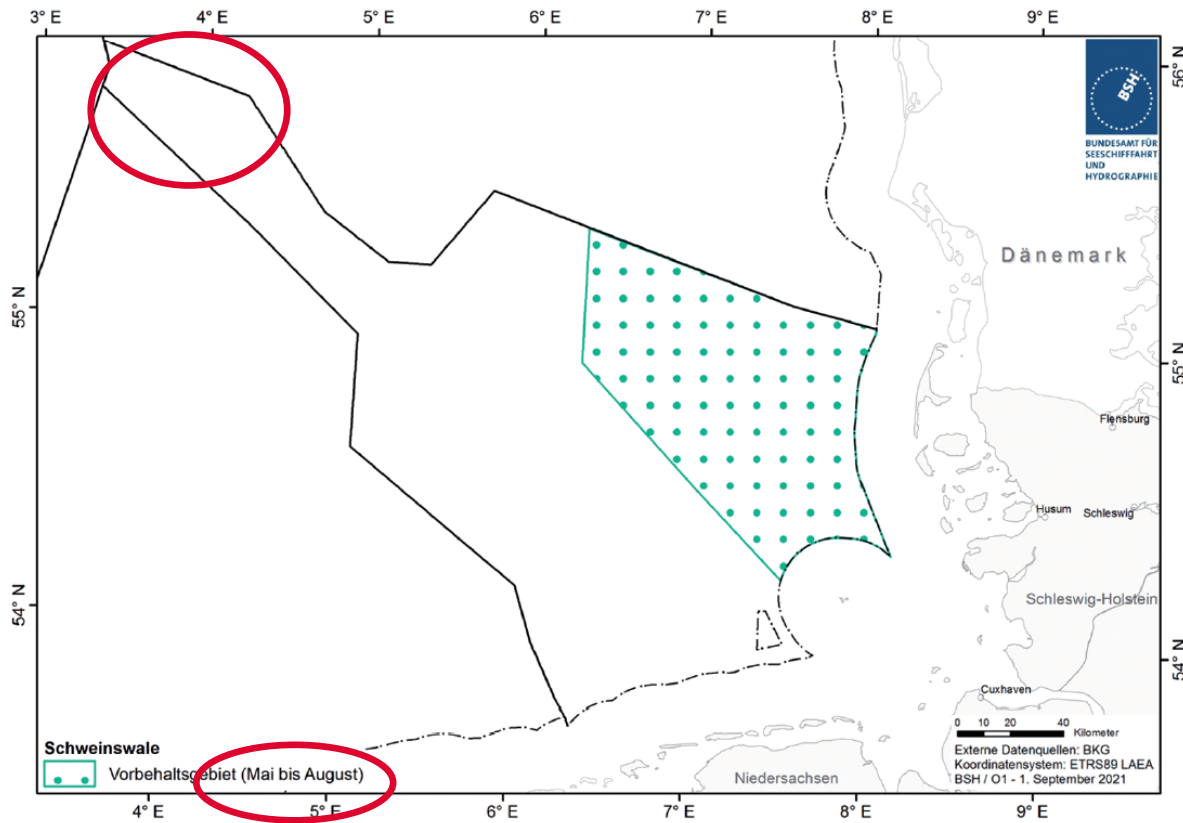 3° E 4° E 5° E 6° E 7° E 8° E 9° E
56° N
BSH
BUNDESAMT FÜR
SEESCHIFFFAHRT
UND
HYDROGRAPHIE
Dänemark
55° N
55° N
Flensburg
Husum
Schleswig
Schleswig-Holstein
54° N
54° N
Cuxhaven
0 10 20 40
Kilometer
Externe Datenquellen: BKG
Koordinatensystem: ETRS89 LAEA
BSH / O1 - 1. September 2021
Niedersachsen
Schweinswale
Vorbehaltsgebiet (Mai bis August)
4° E 5° E 6° E 7° E 8° E 9° E